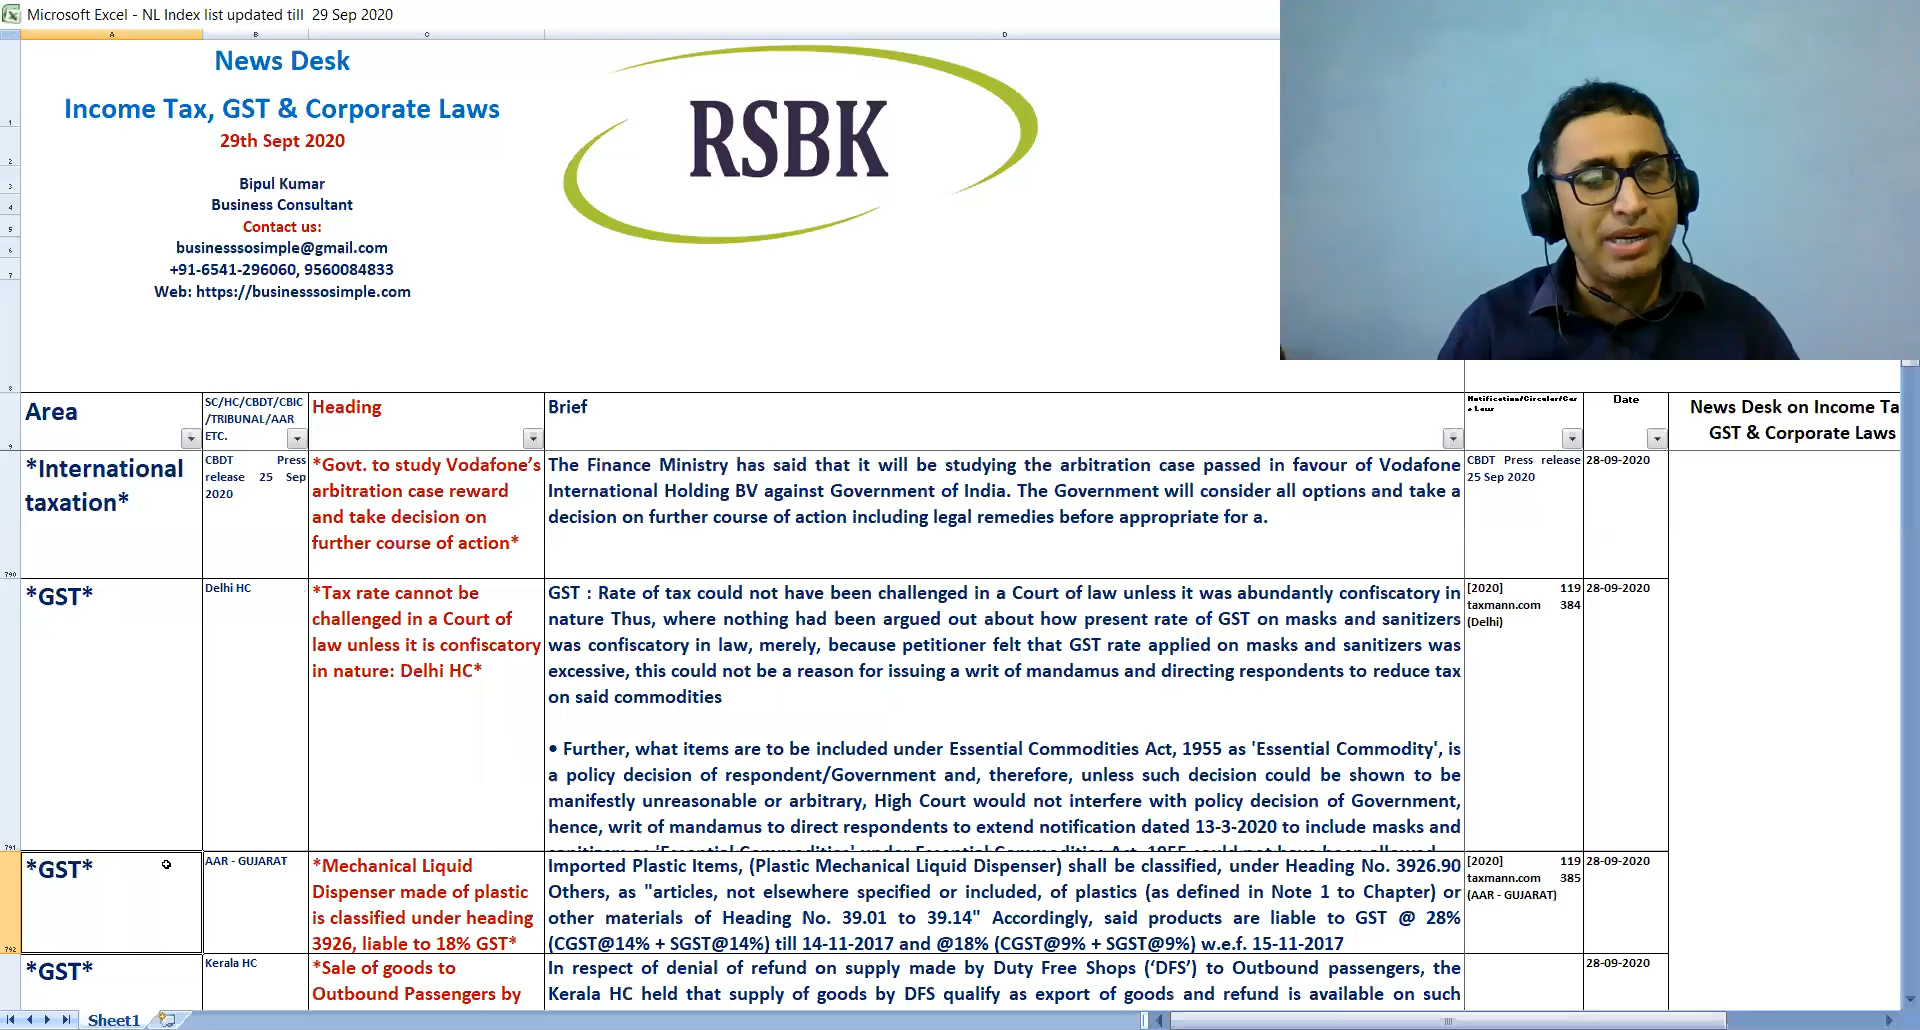 Microsoft Excel - NL Index list updated till  29 Sep 2020
A
B
C
D
News Desk
Income Tax, GST & Corporate Laws
29th Sept 2020
Bipul Kumar
Business Consultant
Contact us:
businesssosimple@gmail.com
+91-6541-296060, 9560084833
Web: https://businesssosimple.com
RSBK
1
2
3
4
5
6
7
8
9
Area
SC/HC/CBDT/CBIC
/TRIBUNAL/AAR
ETC.
Heading
Brief
Notification/Circular/Cas
e Law
Date
News Desk on Income Ta
GST & Corporate Laws
*International
taxation*
CBDT Press
release 25 Sep
2020
*Govt. to study Vodafone's
arbitration case reward
and take decision on
further course of action*
The Finance Ministry has said that it will be studying the arbitration case passed in favour of Vodafone
International Holding BV against Government of India. The Government will consider all options and take a
decision on further course of action including legal remedies before appropriate for a.
CBDT Press release
25 Sep 2020
28-09-2020
790
*GST*
Delhi HC
*Tax rate cannot be
challenged in a Court of
law unless it is confiscatory
in nature: Delhi HC*
GST : Rate of tax could not have been challenged in a Court of law unless it was abundantly confiscatory in
nature Thus, where nothing had been argued out about how present rate of GST on masks and sanitizers
was confiscatory in law, merely, because petitioner felt that GST rate applied on masks and sanitizers was
excessive, this could not be a reason for issuing a writ of mandamus and directing respondents to reduce tax
on said commodities
• Further, what items are to be included under Essential Commodities Act, 1955 as 'Essential Commodity', is
a policy decision of respondent/Government and, therefore, unless such decision could be shown to be
manifestly unreasonable or arbitrary, High Court would not interfere with policy decision of Government,
hence, writ of mandamus to direct respondents to extend notification dated 13-3-2020 to include masks and
[2020] 119
taxmann.com 384
(Delhi)
28-09-2020
791
*GST*
AAR - GUJARAT
*Mechanical Liquid
Dispenser made of plastic
is classified under heading
3926, liable to 18% GST*
Imported Plastic Items, (Plastic Mechanical Liquid Dispenser) shall be classified, under Heading No. 3926.90
Others, as "articles, not elsewhere specified or included, of plastics (as defined in Note 1 to Chapter) or
other materials of Heading No. 39.01 to 39.14" Accordingly, said products are liable to GST @ 28%
(CGST@14% + SGST@14%) till 14-11-2017 and @18% (CGST@9% + SGST@9%) w.e.f. 15-11-2017
[2020] 119
taxmann.com 385
(AAR - GUJARAT)
28-09-2020
792
*GST*
Kerala HC
*Sale of goods to
Outbound Passengers by
In respect of denial of refund on supply made by Duty Free Shops ('DFS') to Outbound passengers, the
Kerala HC held that supply of goods by DFS qualify as export of goods and refund is available on such
28-09-2020
Sheet1